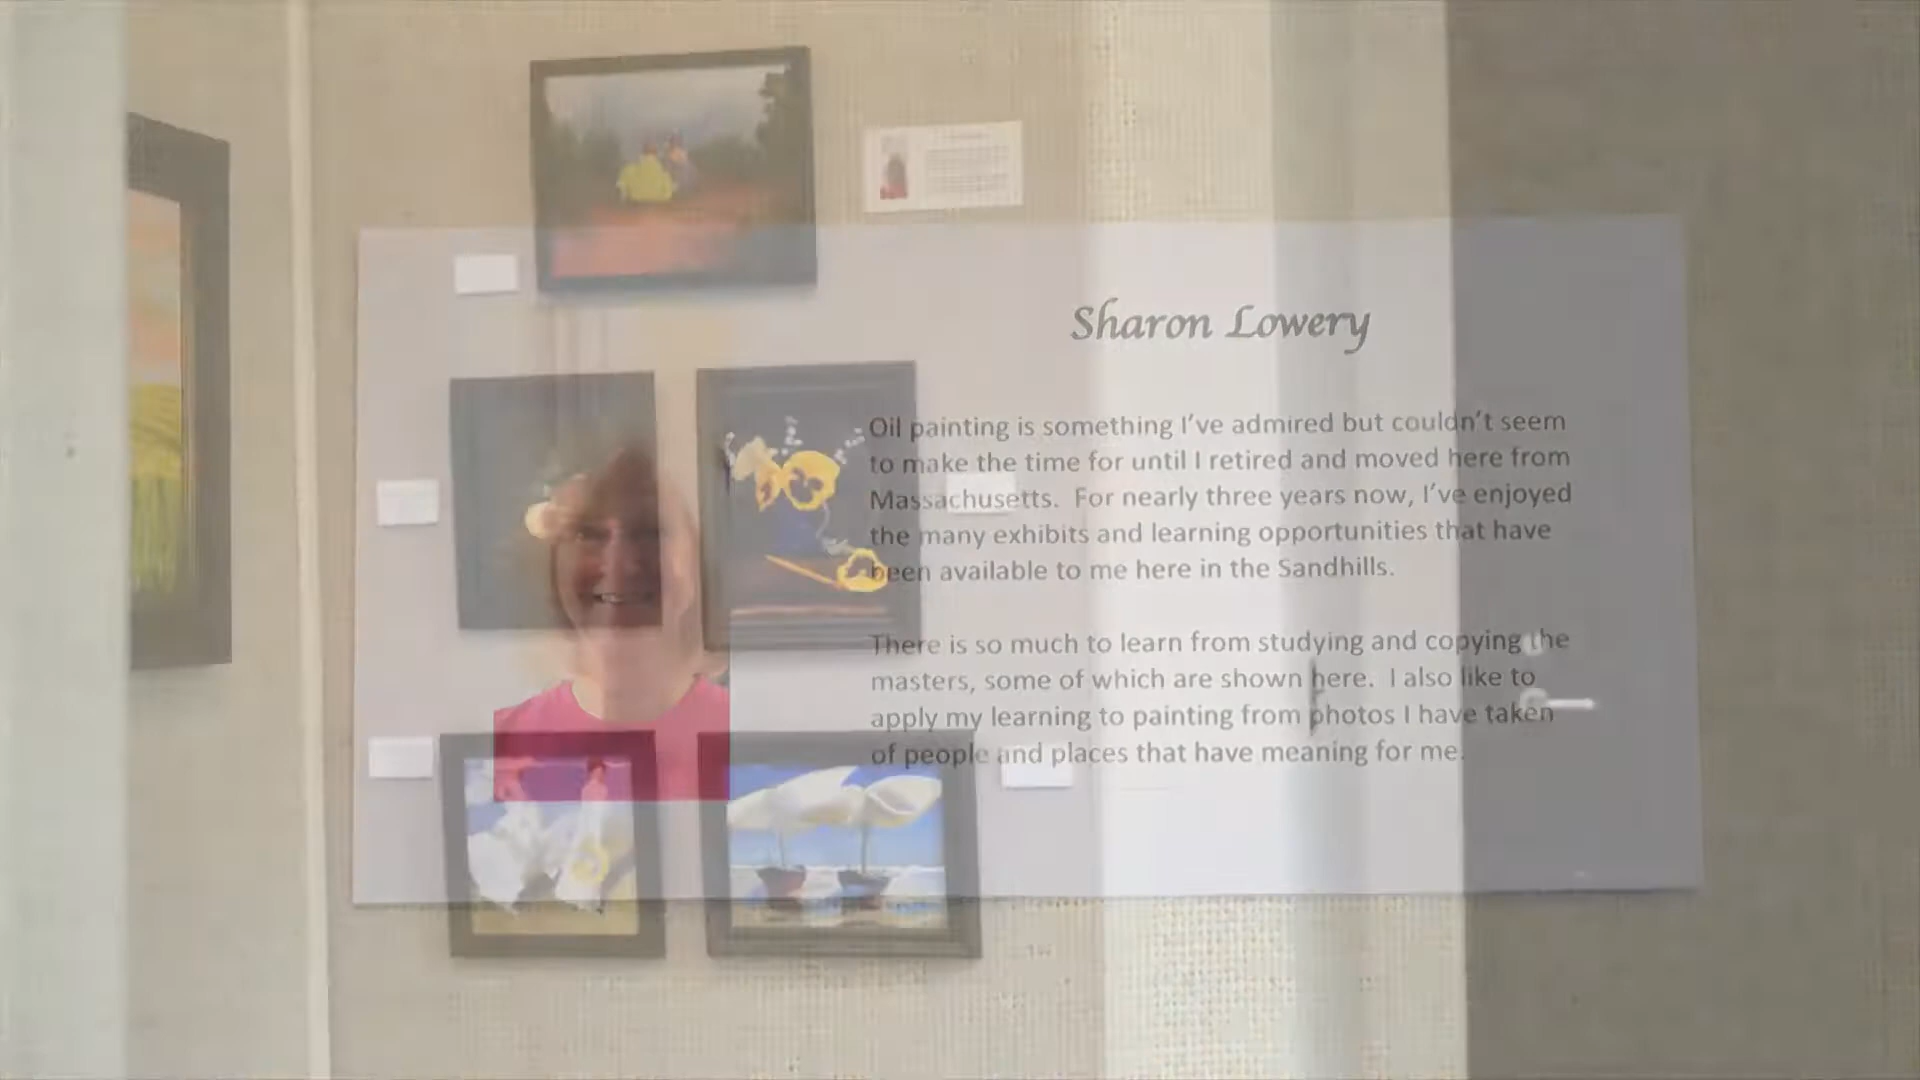 Sharon Lowery
Oil painting is something I've admired but couldn't seem
to make the time for until I retired and moved here from
Massachusetts. For nearly three years now, I've enjoyed
the many exhibits and learning opportunities that have
been available to me here in the Sandhills.
There is so much to learn from studying and copying the
masters, some of which are shown here. I also like to
apply my learning to painting from photos I have taken
of people and places that have meaning for me.